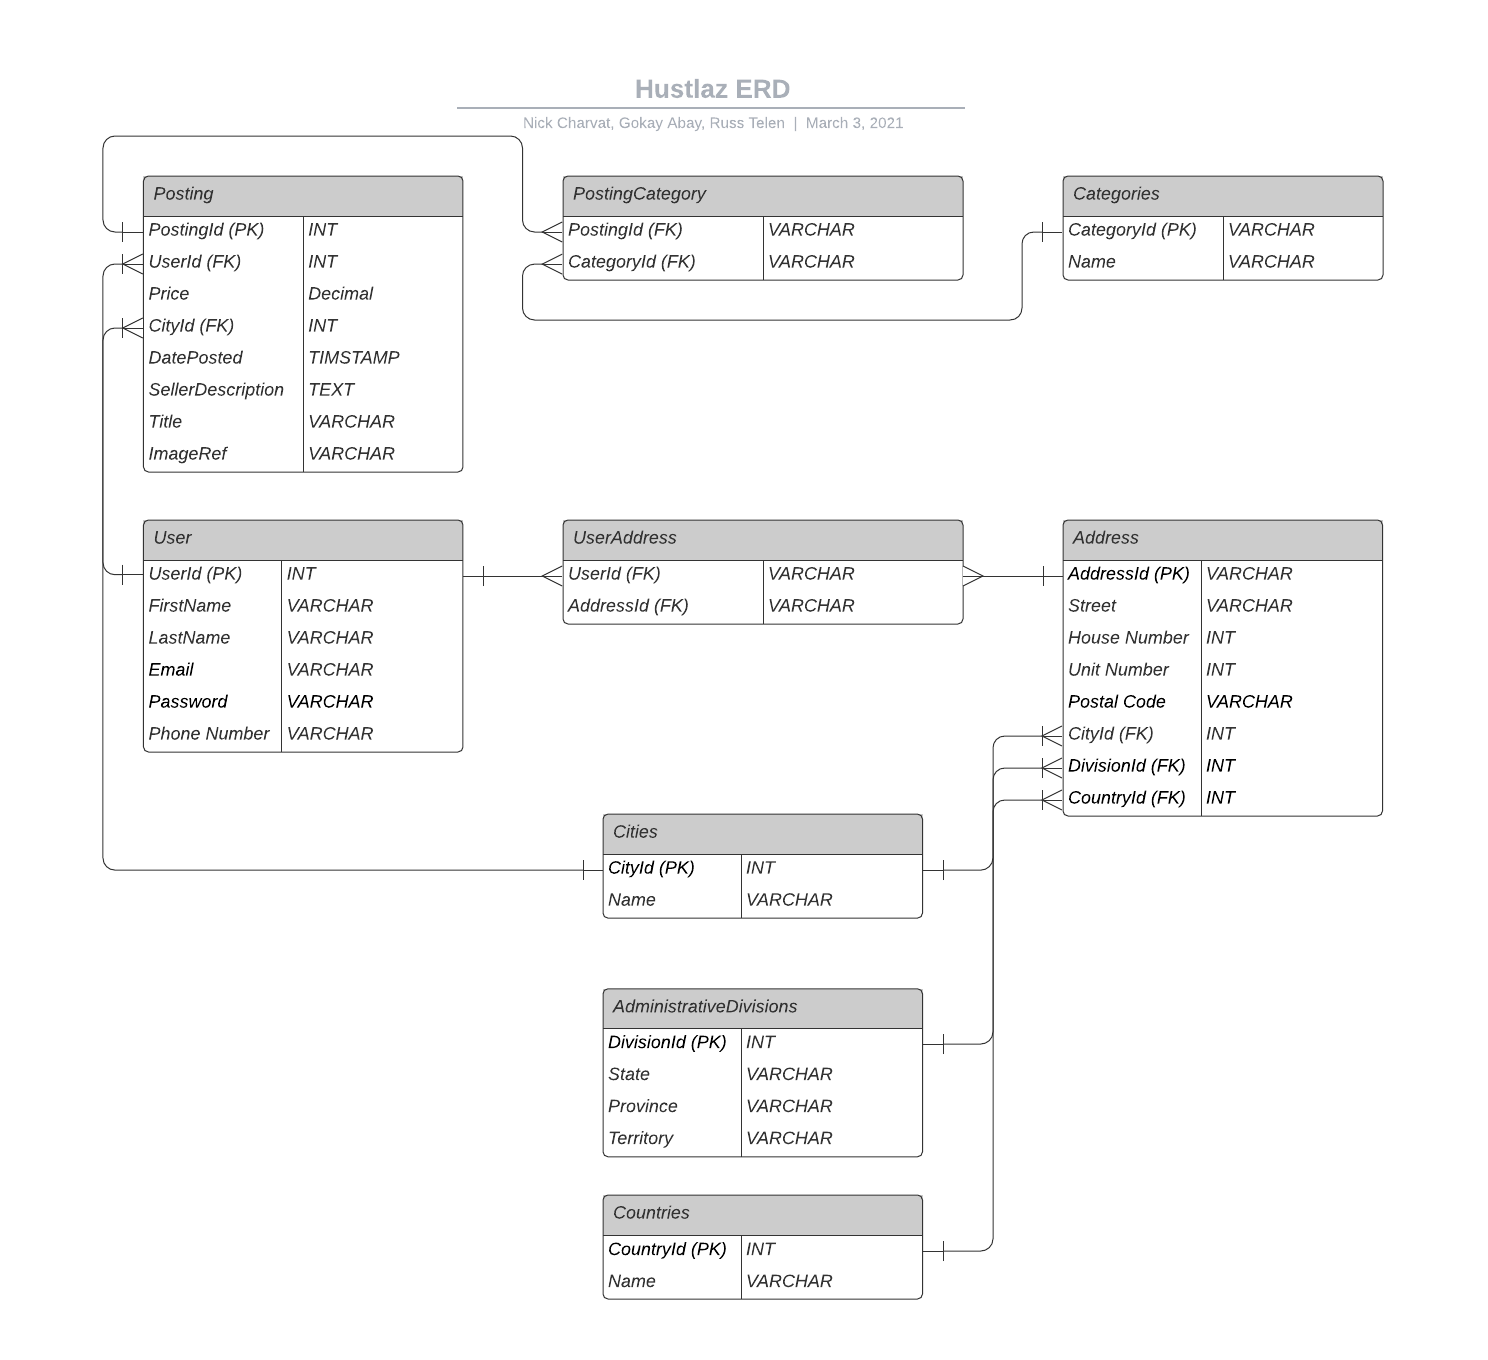 Hustlaz ERD
Nick Charvat, Gokay Abay, Russ Telen | March 3, 2021
Posting
PostingId (PK) INT
UserId (FK) INT
Price Decimal
CityId (FK) INT
DatePosted TIMSTAMP
SellerDescription TEXT
Title VARCHAR
ImageRef VARCHAR
PostingCategory
PostingId (FK) VARCHAR
CategoryId (FK) VARCHAR
Categories
CategoryId (PK) VARCHAR
Name VARCHAR
User
UserId (PK) INT
FirstName VARCHAR
LastName VARCHAR
Email VARCHAR
Password VARCHAR
Phone Number VARCHAR
UserAddress
UserId (FK) VARCHAR
AddressId (FK) VARCHAR
Address
AddressId (PK) VARCHAR
Street VARCHAR
House Number INT
Unit Number INT
Postal Code VARCHAR
CityId (FK) INT
DivisionId (FK) INT
CountryId (FK) INT
Cities
CityId (PK) INT
Name VARCHAR
AdministrativeDivisions
DivisionId (PK) INT
State VARCHAR
Province VARCHAR
Territory VARCHAR
Countries
CountryId (PK) INT
Name VARCHAR